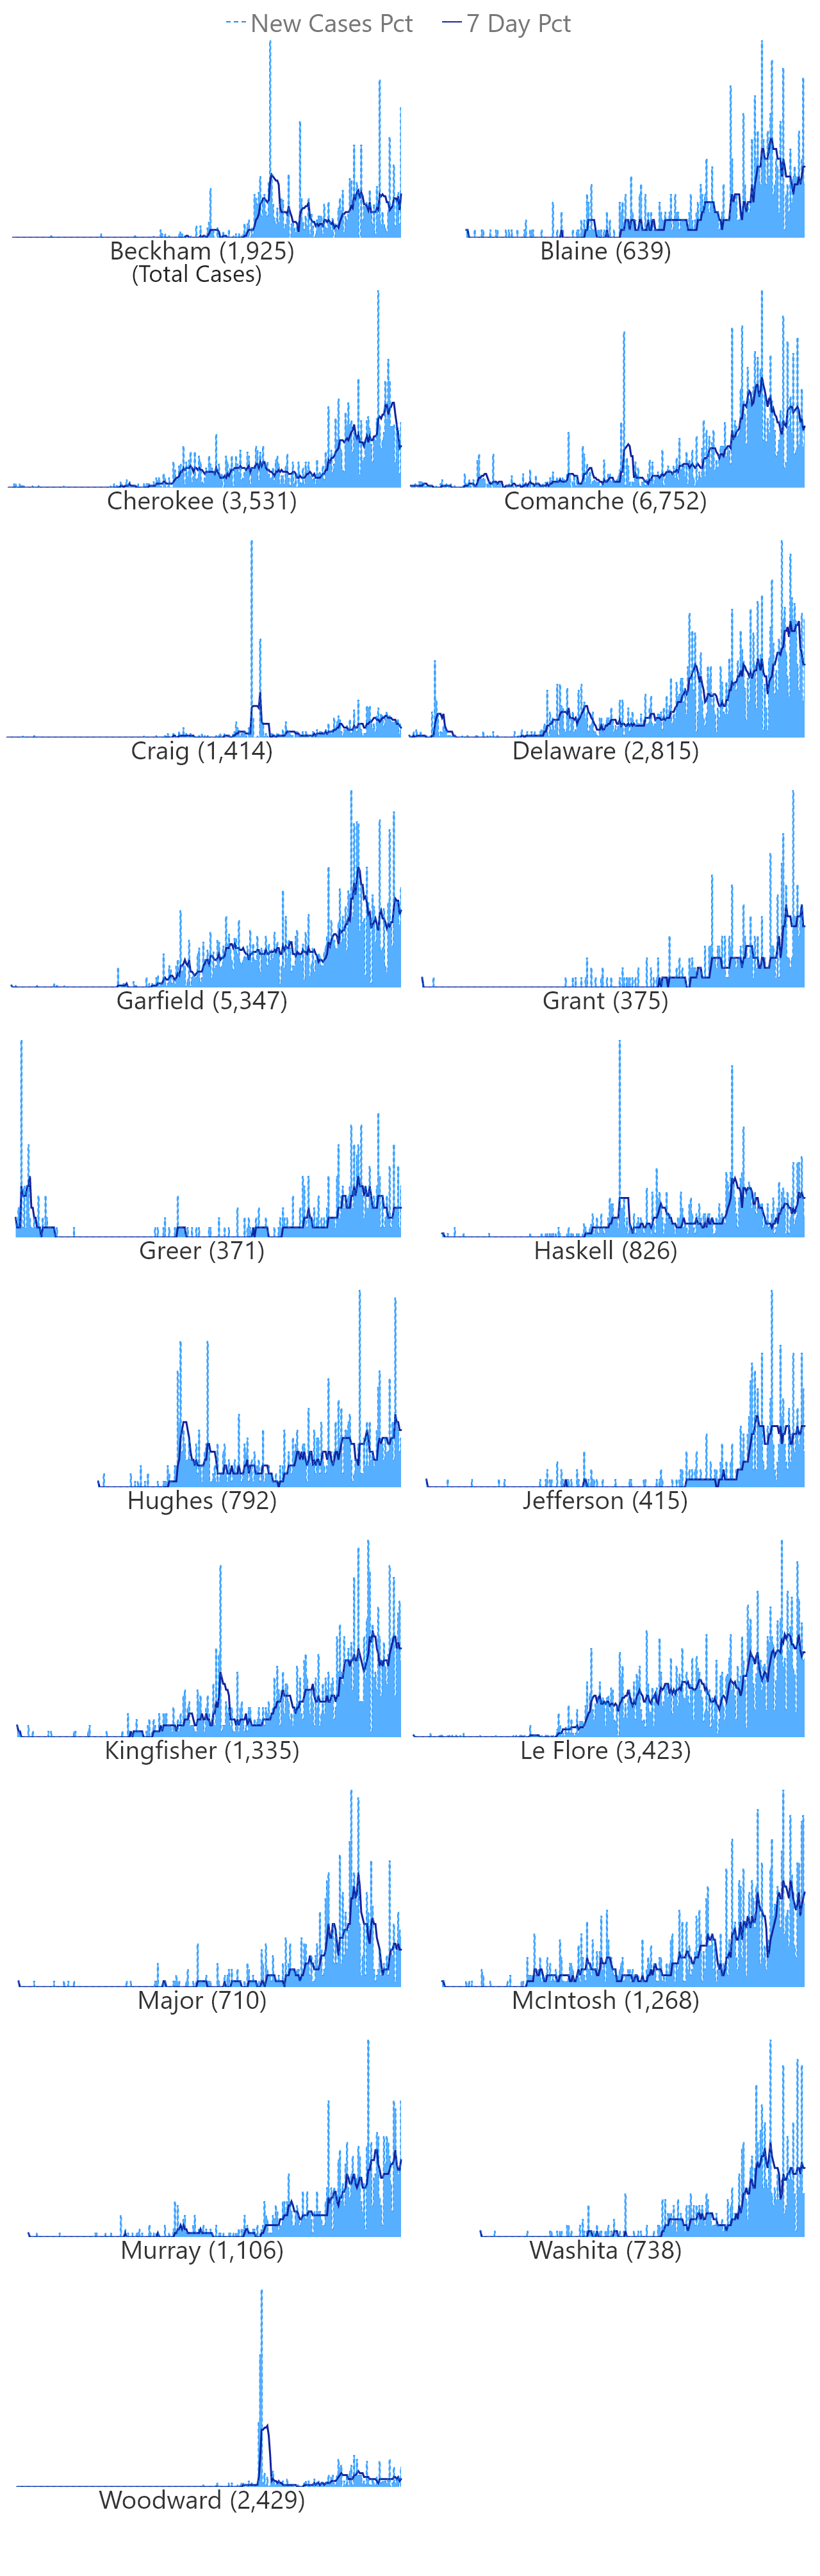 New Cases Pct 7 Day Pct
Beckham (1,925) Blaine (639)
(Total Cases)
Cherokee (3,531) Comanche (6,752)
Craig (1,414) Delaware (2,815)
Garfield (5,347) Grant (375)
Greer (371) Haskell (826)
Hughes (792) Jefferson (415)
Kingfisher (1,335) Le Flore (3,423)
Major (710) McIntosh (1,268)
Murray (1,106) Washita (738)
Woodward (2,429)